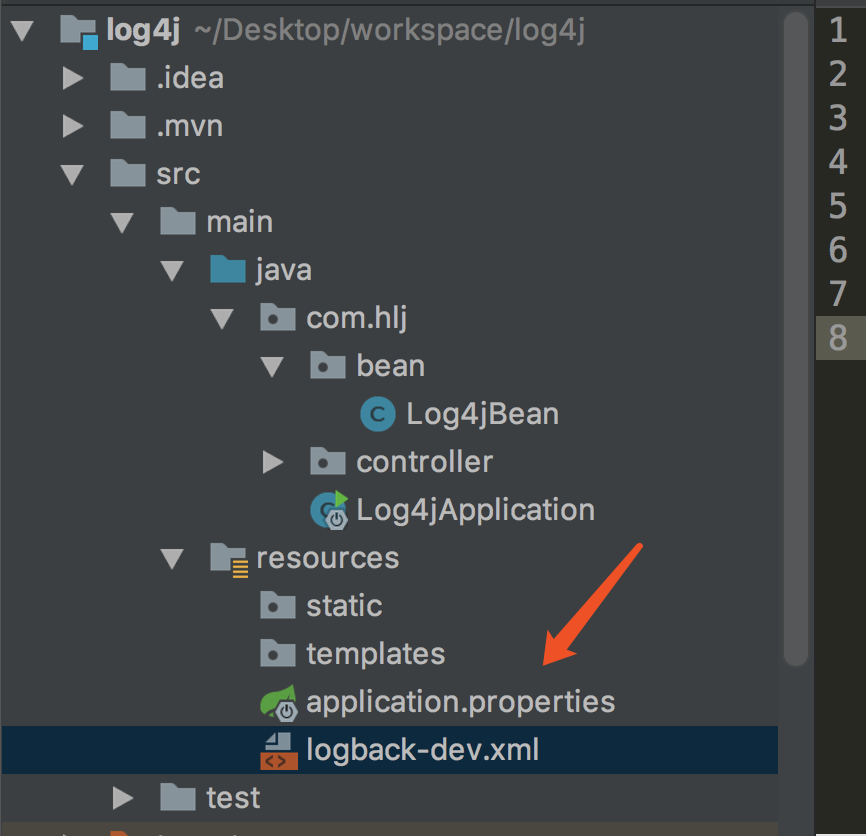 log4j ~/Desktop/workspace/log4j
.idea
.mvn
src
main
java
com.hlj
bean
Log4jBean
controller
Log4jApplication
resources
static
templates
application.properties
logback-dev.xml
test
1
2
3
4
5
6
7
8